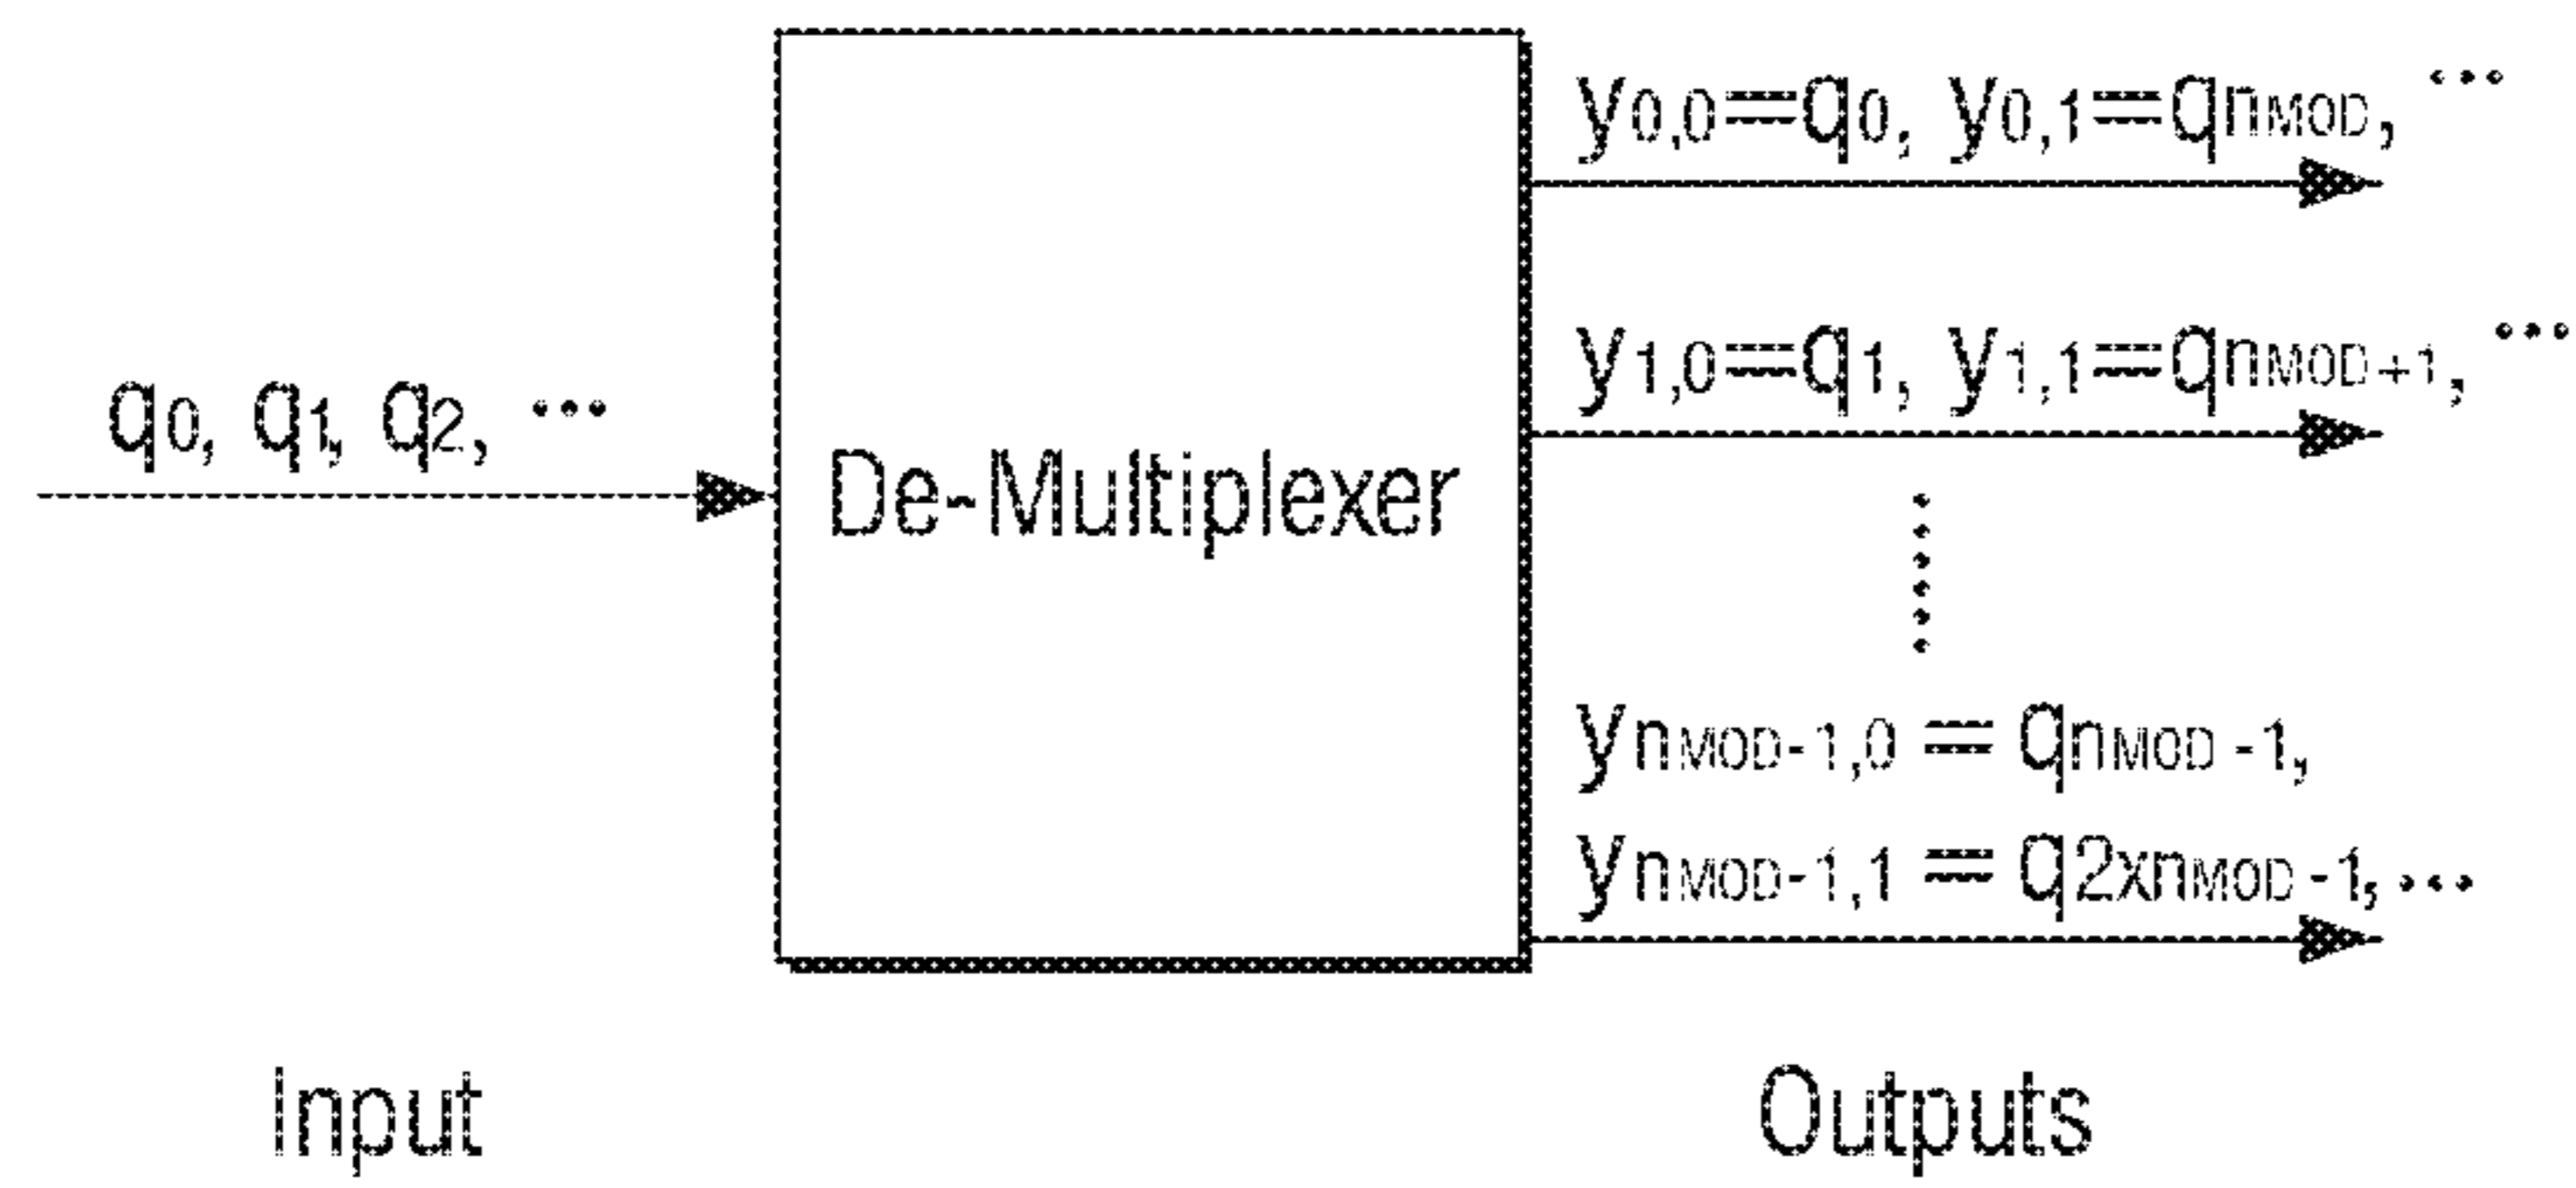 q0, q1, q2, ···
De-Multiplexer
y0,0=q0, y0,1=qnMOD, ···
y1,0=q1, y1,1=qnMOD+1, ···
ynMOD-1,0 = qnMOD -1,
ynMOD-1,1 = q2xnMOD -1, ···
Input
Outputs